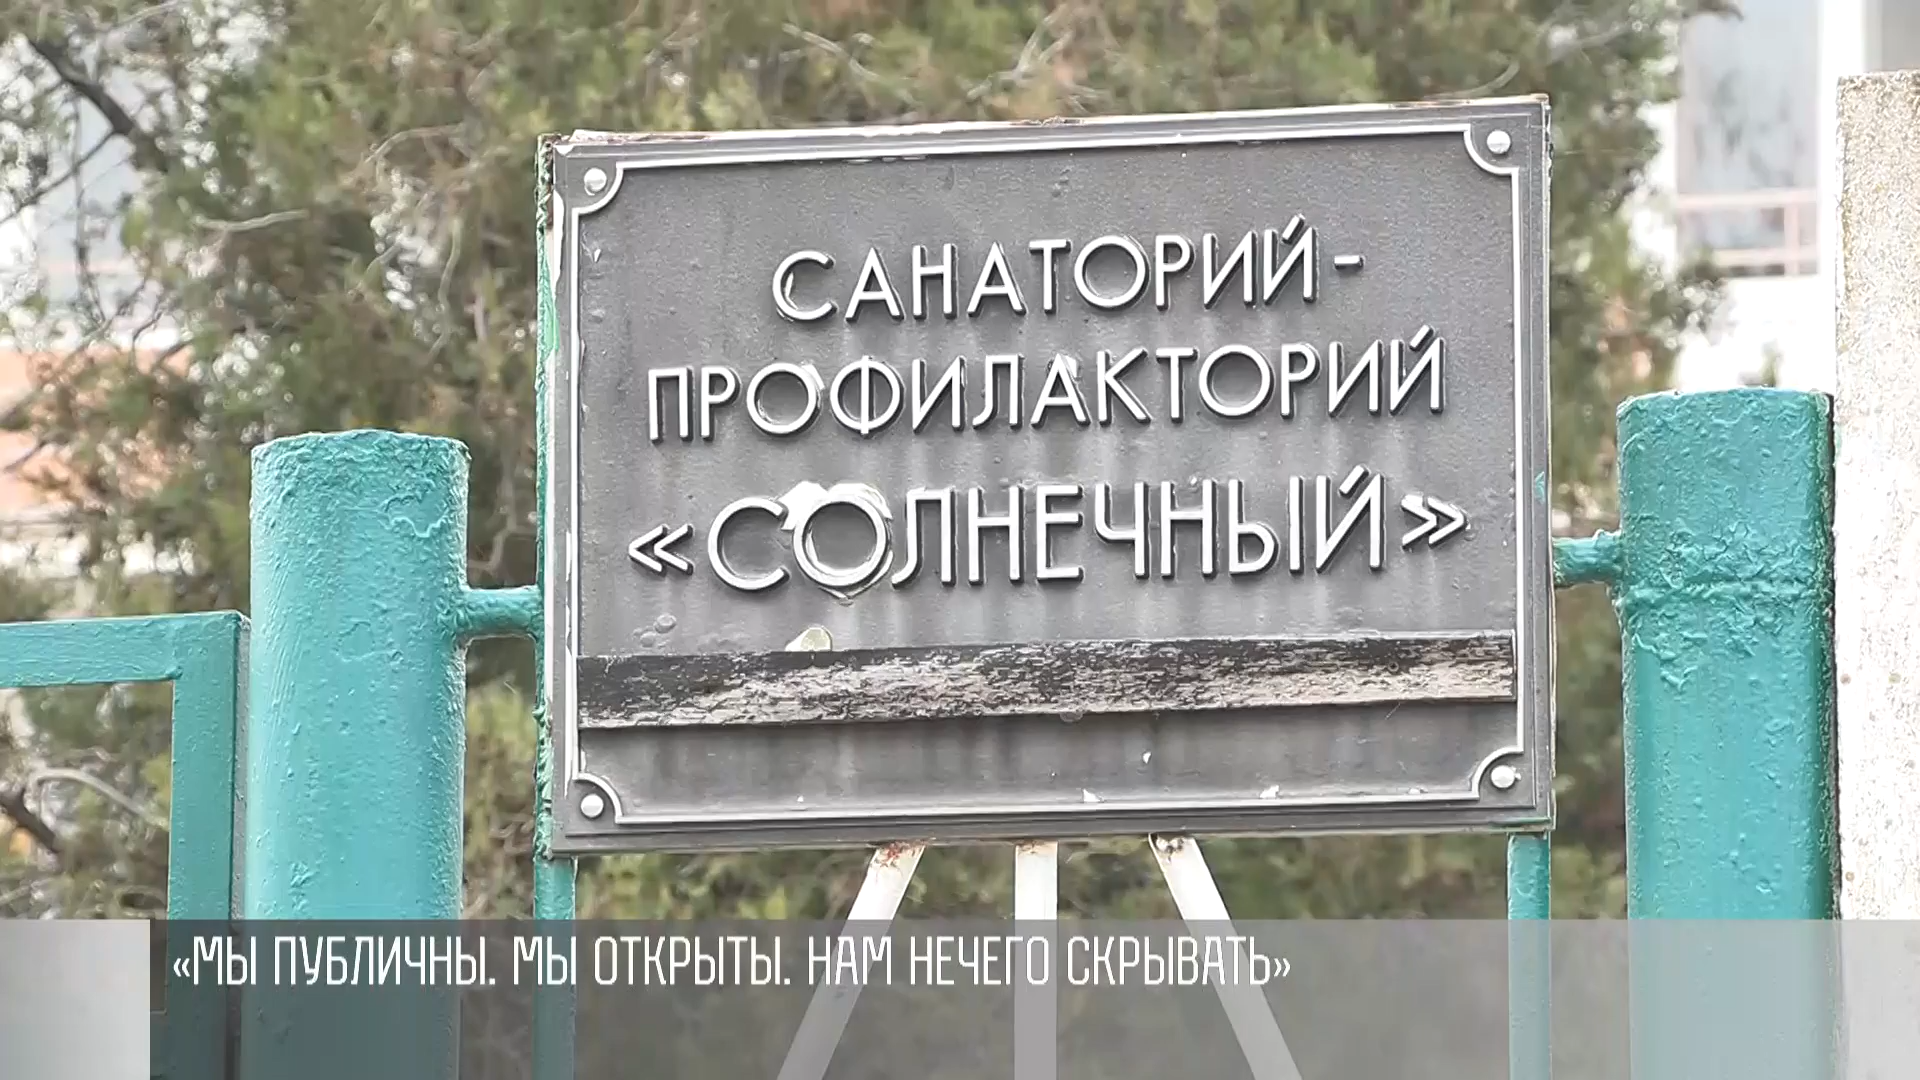 САНАТОРИЙ-
ПРОФИЛАКТОРИЙ
«СОЛНЕЧНЫЙ»
«МЫ ПУБЛИЧНЫ. МЫ ОТКРЫТЫ. НАМ НЕЧЕГО СКРЫВАТЬ»